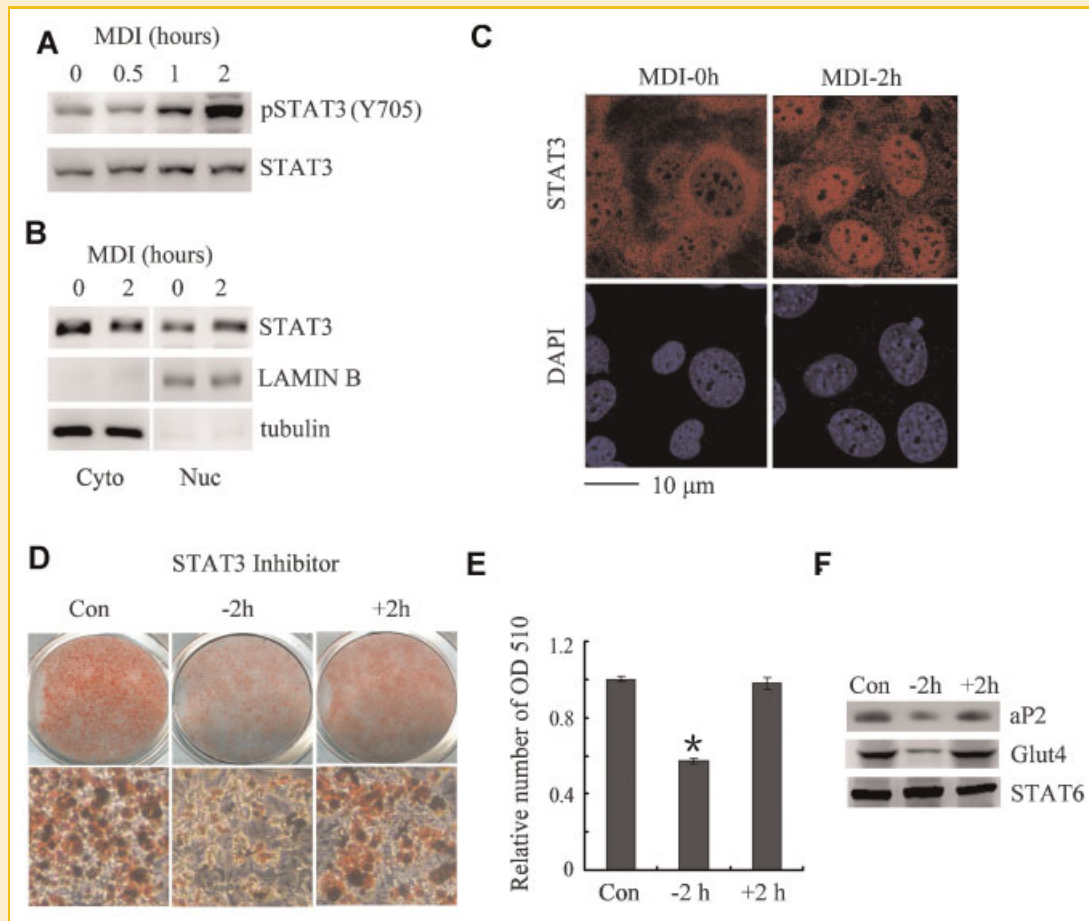 A
MDI (hours)
0 0.5 1 2
pSTAT3 (Y705)
STAT3
B
MDI (hours)
0 2 0 2
STAT3
LAMIN B
tubulin
Cyto Nuc
C
MDI-0h MDI-2h
STAT3
DAPI
10 μm
D
STAT3 Inhibitor
Con -2h +2h
E
Relative number of OD 510
1.2
0.8
0.4
0
*
Con -2 h +2 h
F
Con -2h +2h
aP2
Glut4
STAT6